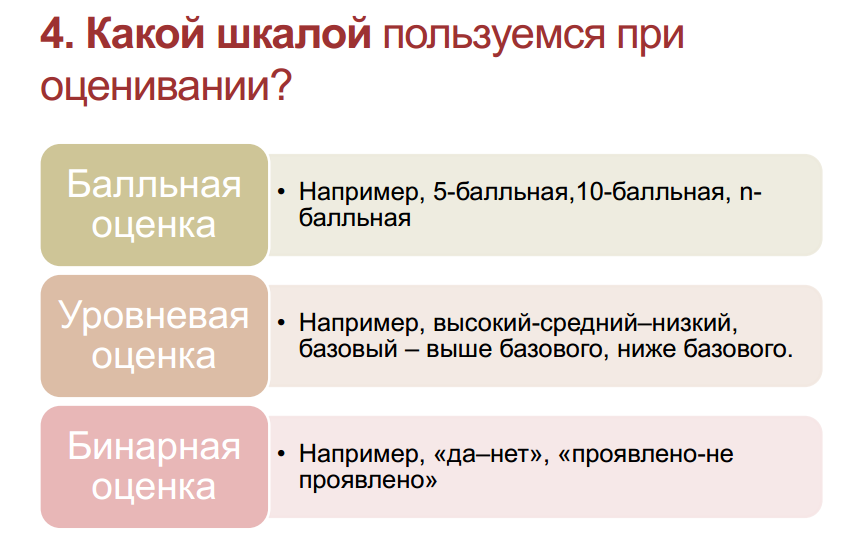 4. Какой шкалой пользуемся при
оценивании?
Балльная
оценка
• Например, 5-балльная,10-балльная, n-
балльная
Уровневая
оценка
• Например, высокий-средний–низкий,
базовый – выше базового, ниже базового.
Бинарная
оценка
• Например, «да–нет», «проявлено-не
проявлено»